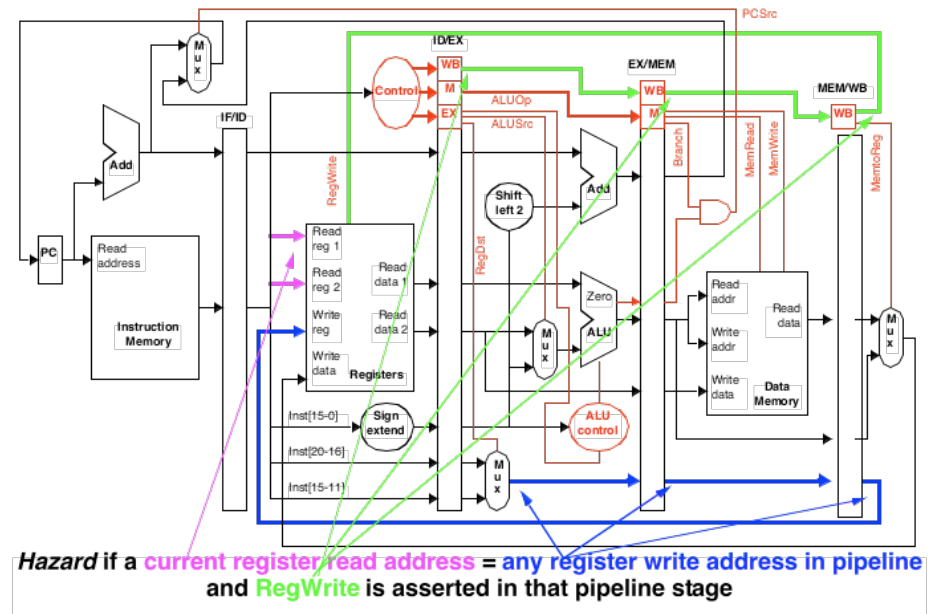 PCSrc
ID/EX
EX/MEM
MEM/WB
IF/ID
M
u
x
WB
M
EX
Control
ALUOp
ALUSrc
WB
M
WB
Add
RegWrite
Branch
MemRead
MemWrite
MemtoReg
Shift
left 2
Add
RegDst
PC
Read
address
Instruction
Memory
Read
reg 1
Read
reg 2
Write
reg
Write
data
Read
data 1
Read
data 2
Registers
Zero
ALU
M
u
x
Read
addr
Write
addr
Write
data
Read
data
Data
Memory
M
u
x
Inst[15-0]
Sign
extend
ALU
control
Inst[20-16]
Inst[15-11]
M
u
x
Hazard if a current register read address = any register write address in pipeline
and RegWrite is asserted in that pipeline stage